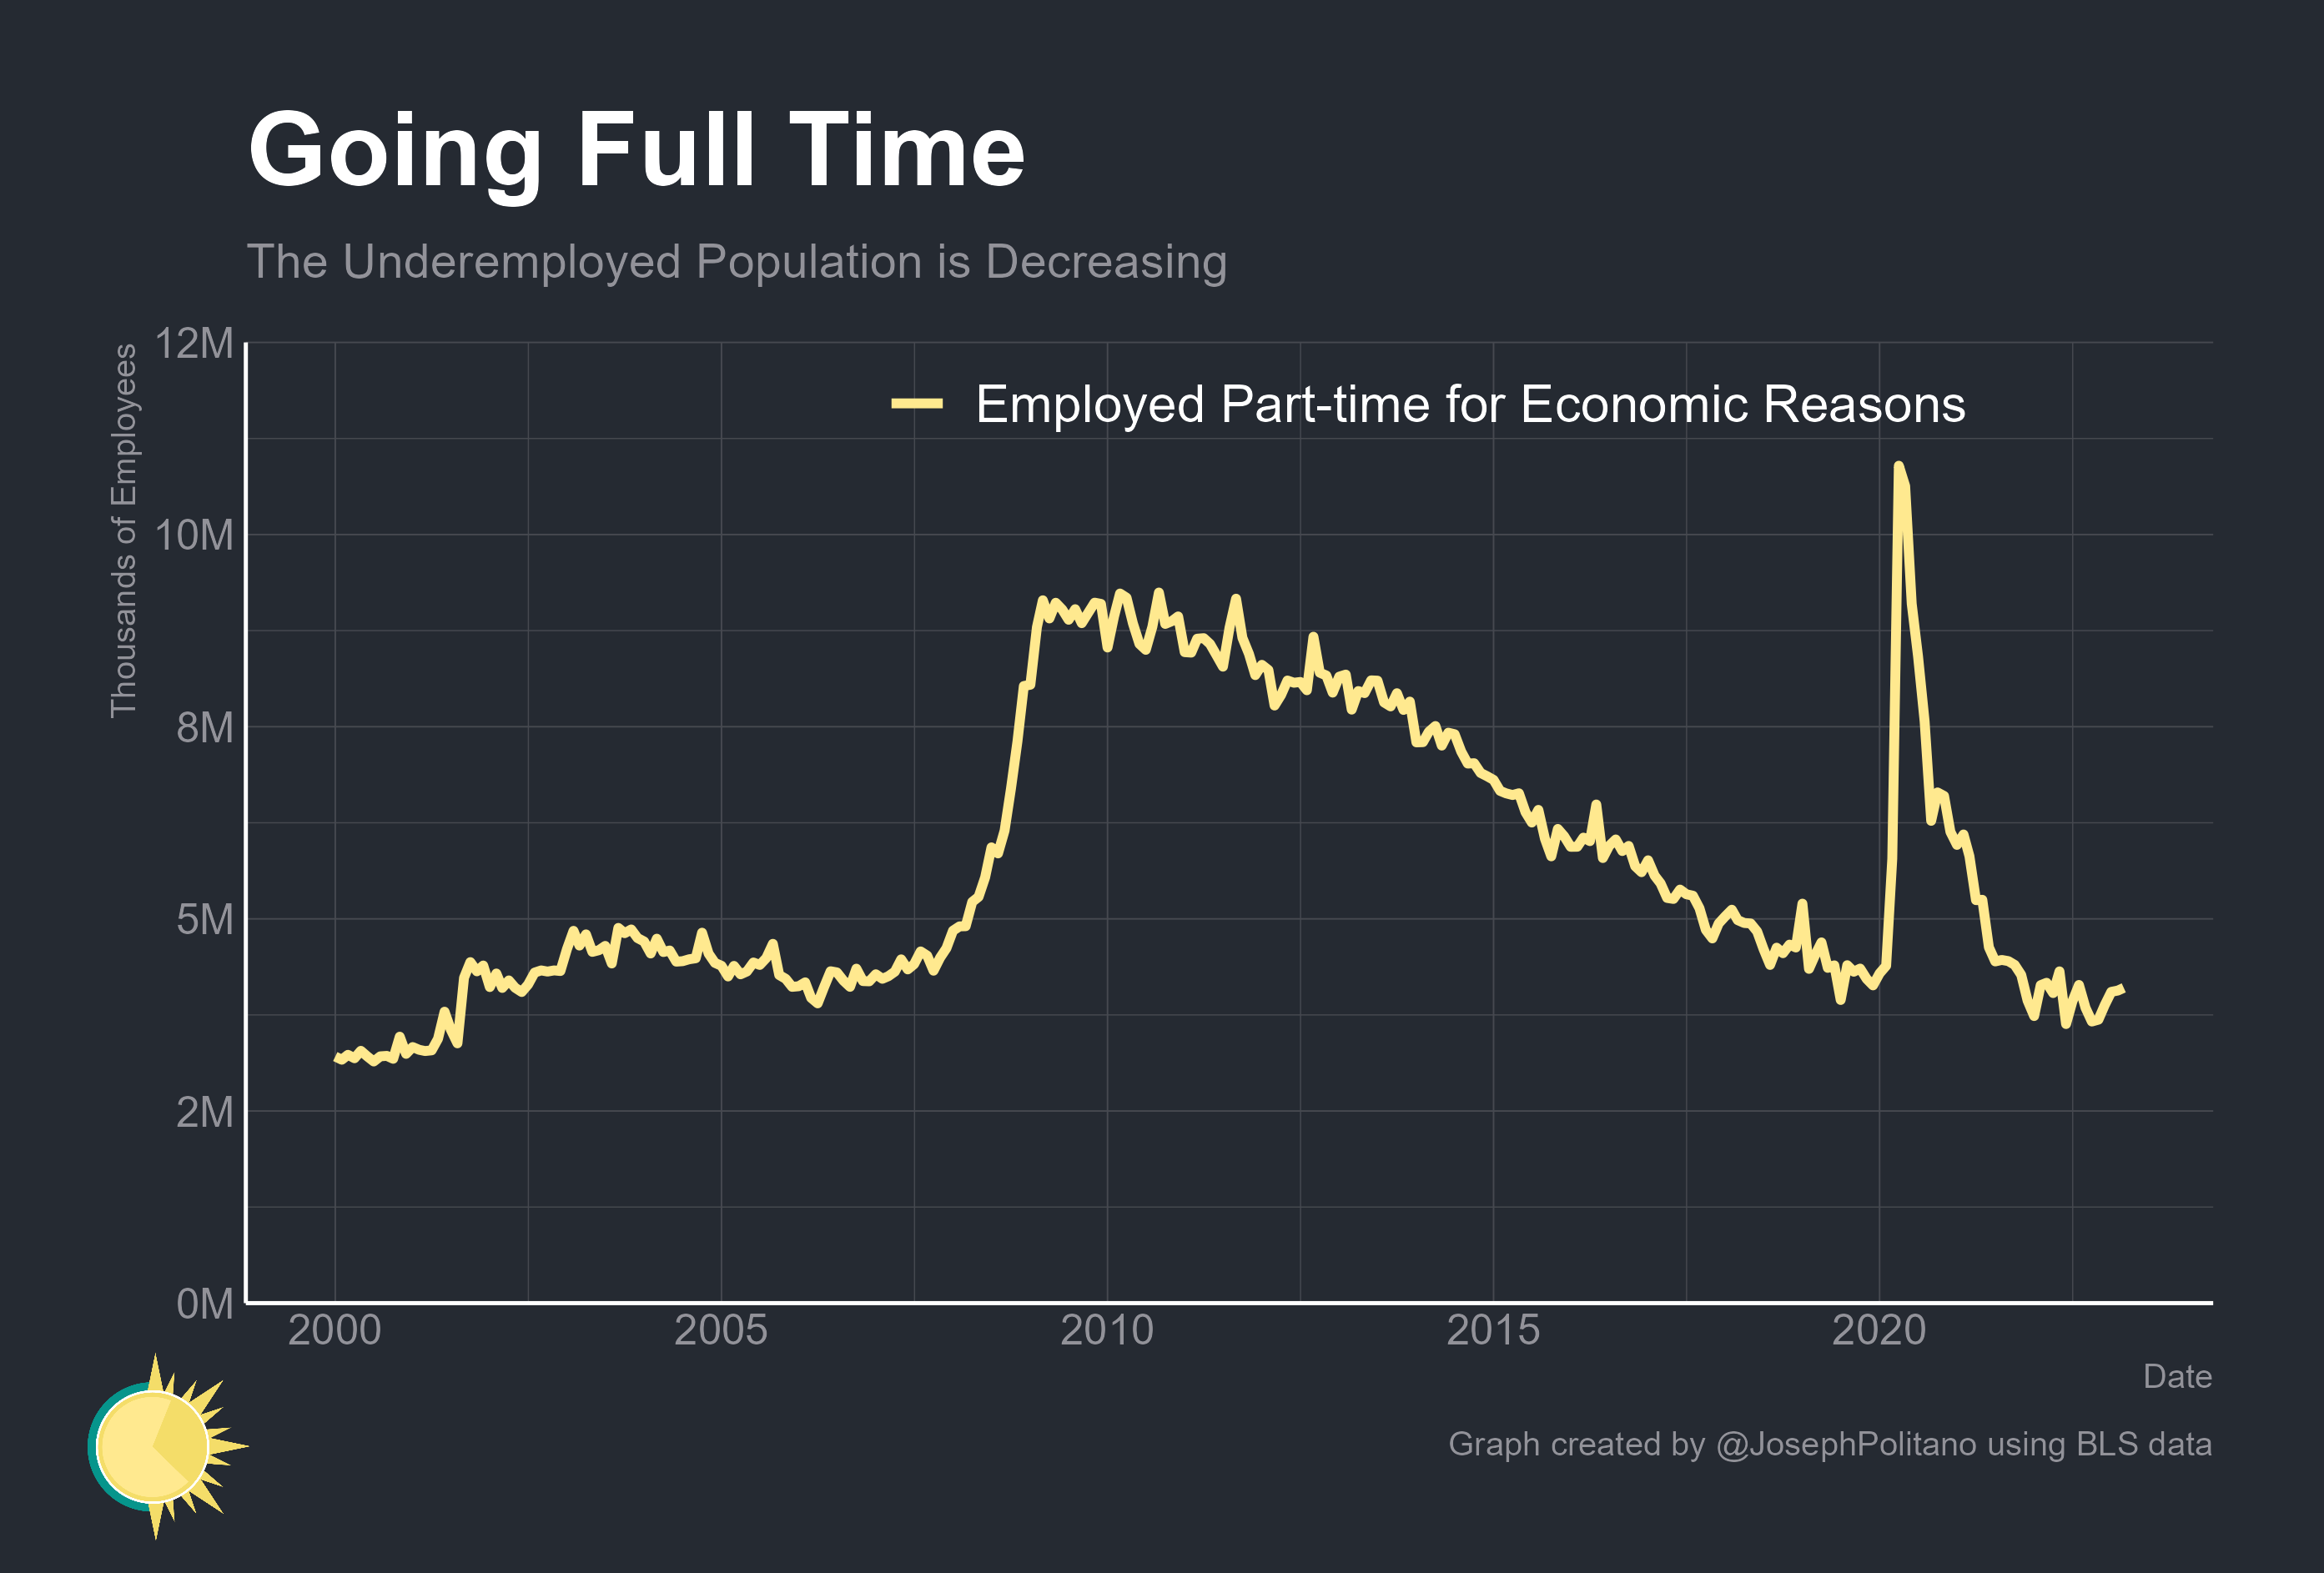 Going Full Time
The Underemployed Population is Decreasing
Thousands of Employees
12M
10M
8M
5M
2M
0M
Employed Part-time for Economic Reasons
2000 2005 2010 2015 2020
Date
Graph created by @JosephPolitano using BLS data